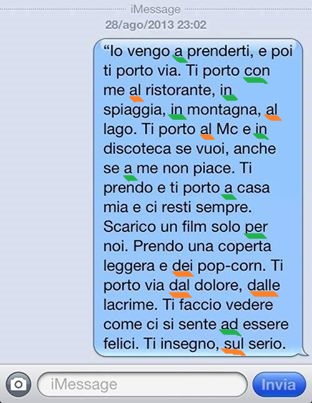 iMessage
28/ago/2013 23:02
“Io vengo a prenderti, e poi
ti porto via. Ti porto con
me al ristorante, in
spiaggia, in montagna, al
lago. Ti porto al Mc e in
discoteca se vuoi, anche
se a me non piace. Ti
prendo e ti porto a casa
mia e ci resti sempre.
Scarico un film solo per
noi. Prendo una coperta
leggera e dei pop-corn. Ti
porto via dal dolore, dalle
lacrime. Ti faccio vedere
come ci si sente ad essere
felici. Ti insegno, sul serio.
iMessage
Invia